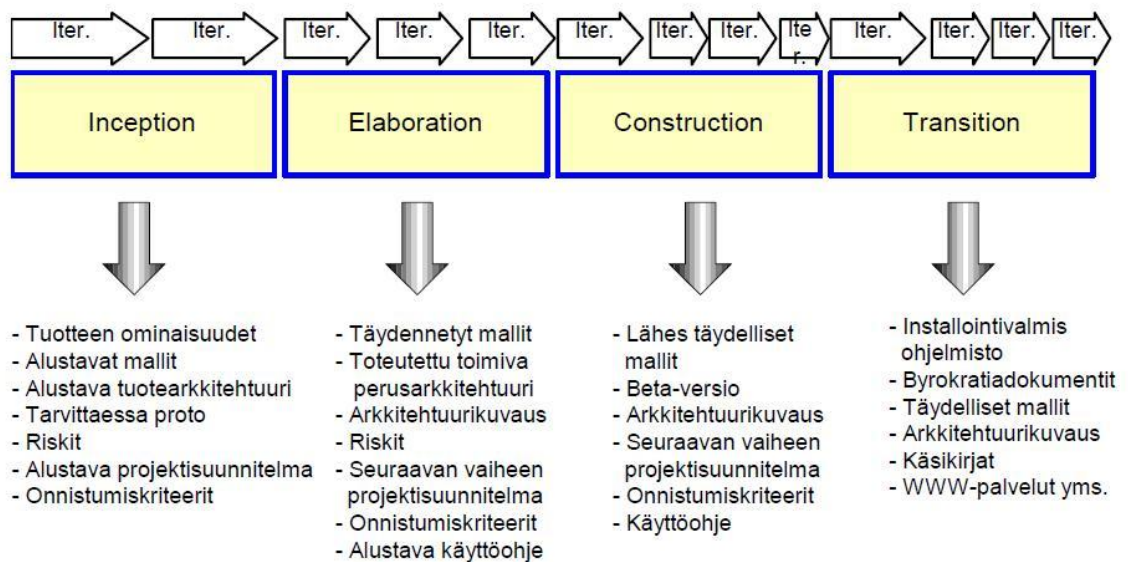 Iter.
Iter.
Iter.
Iter.
Iter.
Iter.
Iter.
Iter.
Ite
r.
Iter.
Iter.
Iter.
Iter.
Inception
Elaboration
Construction
Transition
- Tuotteen ominaisuudet
- Alustavat mallit
- Alustava tuotearkkitehtuuri
- Tarvittaessa proto
- Riskit
- Alustava projektisuunnitelma
- Onnistumiskriteerit
- Täydennetyt mallit
- Toteutettu toimiva
perusarkkitehtuuri
- Arkkitehtuurikuvaus
- Riskit
- Seuraavan vaiheen
projektisuunnitelma
- Onnistumiskriteerit
- Alustava käyttöohje
- Lähes täydelliset
mallit
- Beta-versio
- Arkkitehtuurikuvaus
- Seuraavan vaiheen
projektisuunnitelma
- Onnistumiskriteerit
- Käyttöohje
- Installointivalmis
ohjelmisto
- Byrokratiadokumentit
- Täydelliset mallit
- Arkkitehtuurikuvaus
- Käsikirjat
- WWW-palvelut yms.